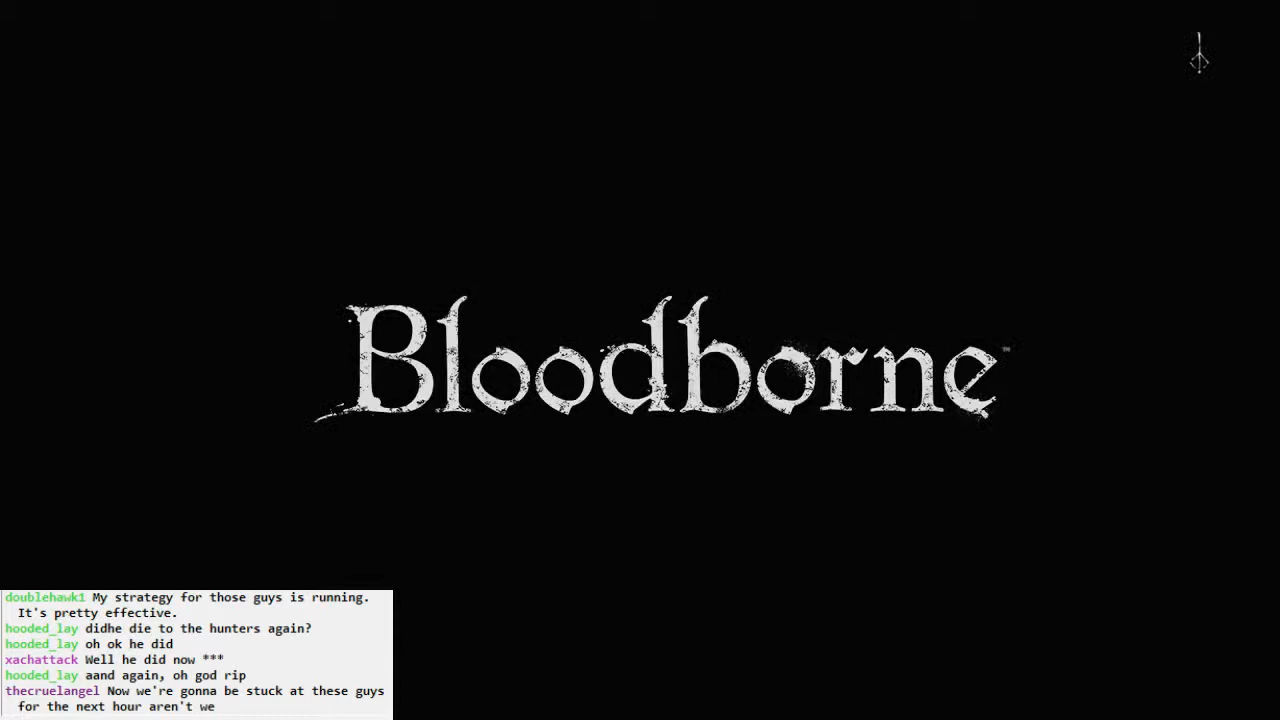 Bloodborne™
doublehawk1 My strategy for those guys is running.
It's pretty effective.
hooded_lay didhe die to the hunters again?
hooded_lay oh ok he did
xachattack Well he did now ***
hooded_lay aand again, oh god rip
thecruelangel Now we're gonna be stuck at these guys
for the next hour aren't we